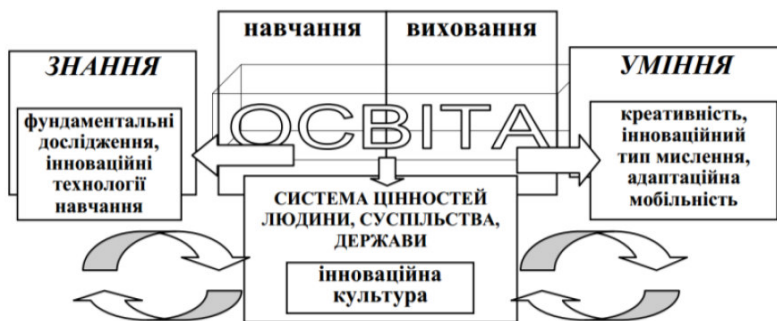 навчання
виховання
ЗНАННЯ
фундаментальні
дослідження,
інноваційні
технології
навчання
ОСВІТА
УМІННЯ
креативність,
інноваційний
тип мислення,
адаптаційна
мобільність
СИСТЕМА ЦІННОСТЕЙ
ЛЮДИНИ, СУСПІЛЬСТВА,
ДЕРЖАВИ
інноваційна
культура